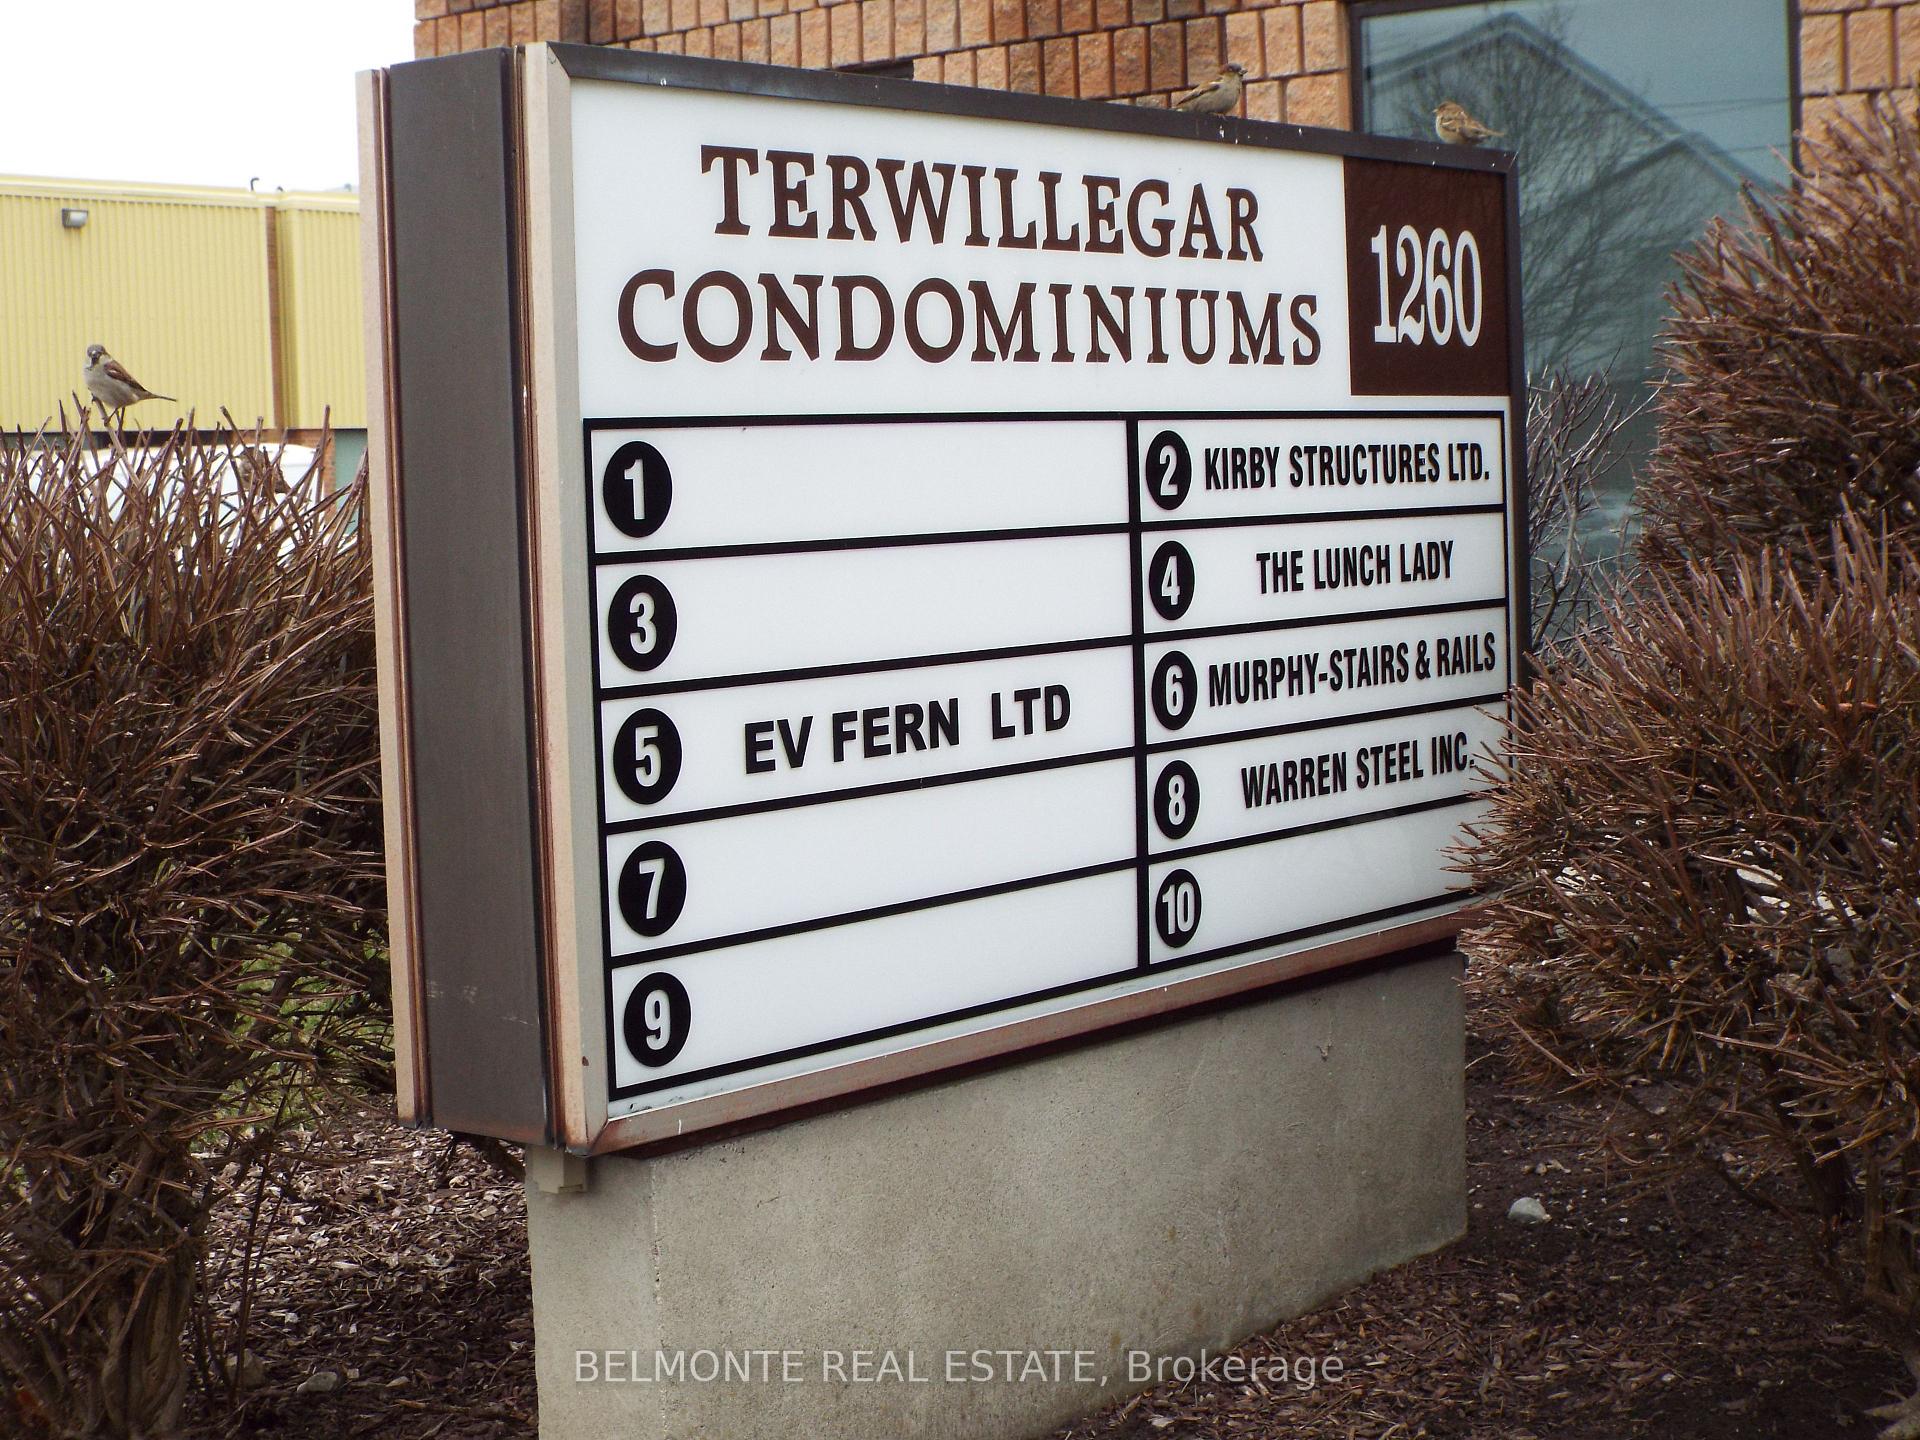 TERWILLEGAR
CONDOMINIUMS
1260
1
2 KIRBY STRUCTURES LTD.
3
4 THE LUNCH LADY
5 EV FERN LTD
6 MURPHY-STAIRS & RAILS
7
8 WARREN STEEL INC.
9
10
BELMONTE REAL ESTATE, Brokerage